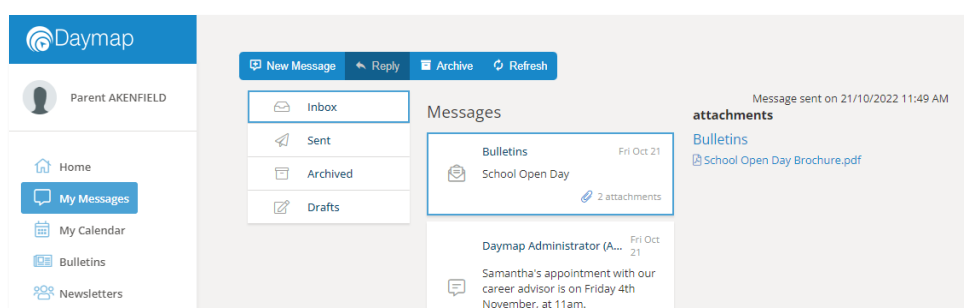 Daymap
Parent AKENFIELD
Home
My Messages
My Calendar
Bulletins
Newsletters
New Message Reply Archive Refresh
Inbox
Sent
Archived
Drafts
Messages
Bulletins Fri Oct 21
School Open Day
2 attachments
Daymap Administrator (A... Fri Oct
21
Samantha's appointment with our
career advisor is on Friday 4th
November, at 11am.
Message sent on 21/10/2022 11:49 AM
attachments
Bulletins
School Open Day Brochure.pdf